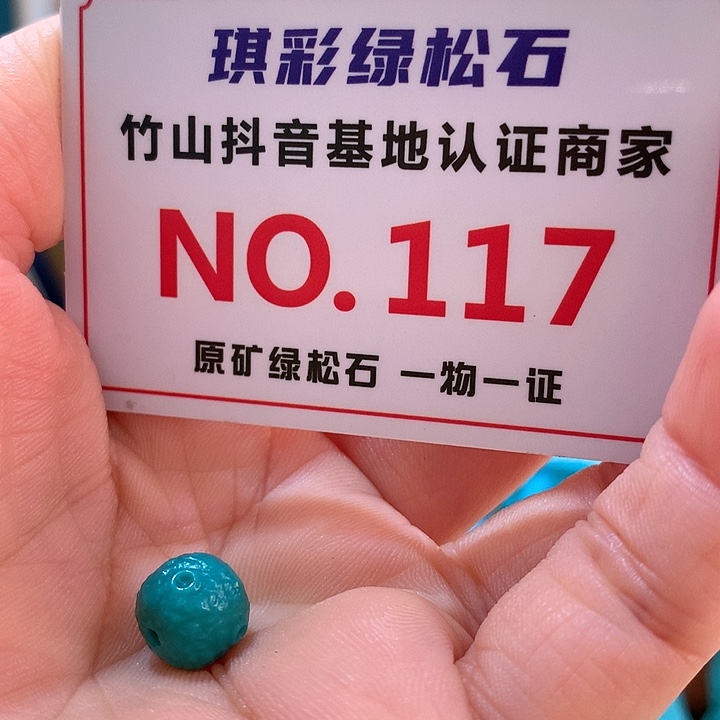 琪彩绿松石
竹山抖音基地认证商家
NO.117
原矿绿松石 一物一证